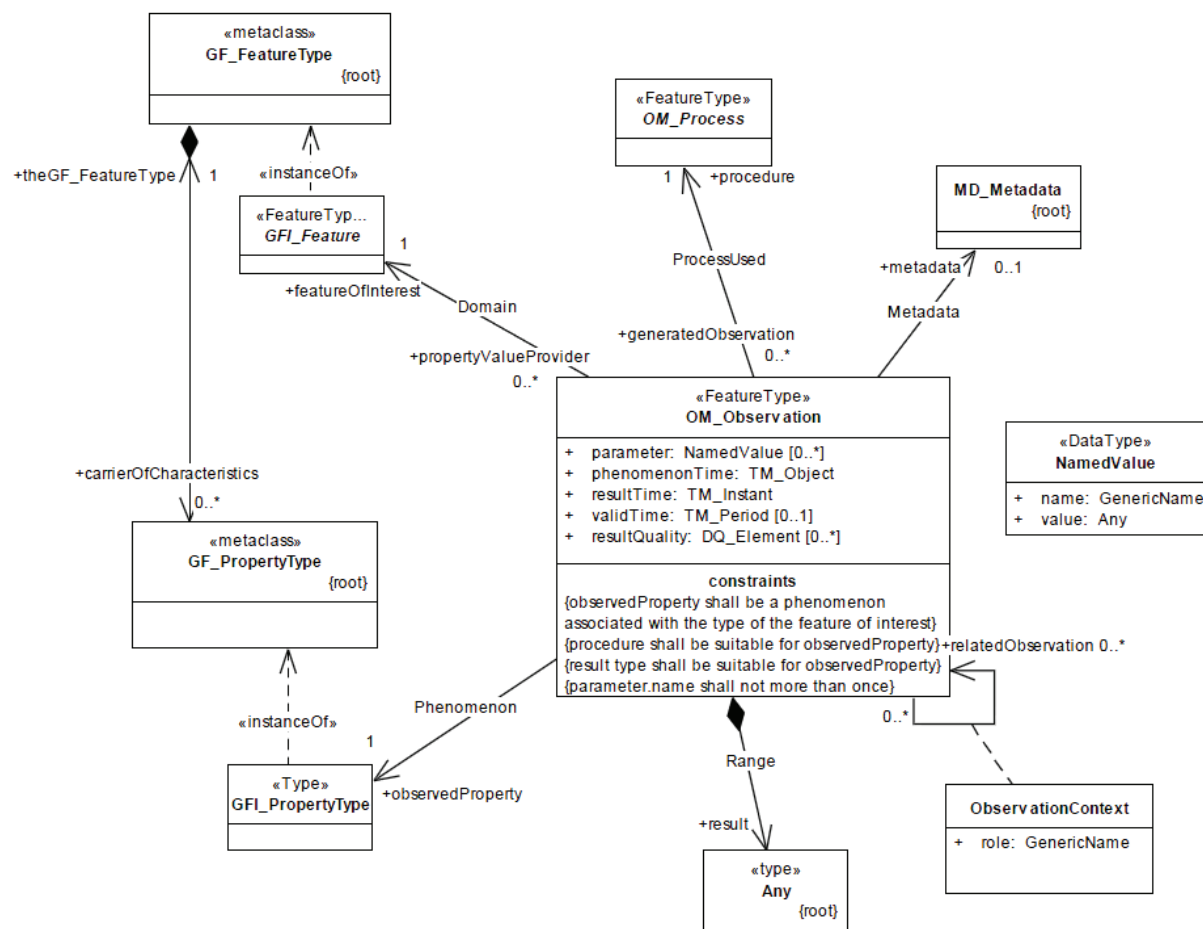 «metaclass»
GF_FeatureType
{root}
+theGF_FeatureType
1
«instanceOf»
«FeatureTyp...
GFI_Feature
1
+featureOfInterest
Domain
+propertyValueProvider
0..*
«FeatureType»
OM_Process
1
+procedure
ProcessUsed
+generatedObservation
0..*
MD_Metadata
{root}
+metadata
0..1
Metadata
«FeatureType»
OM_Observation
+ parameter: NamedValue [0..*]
+ phenomenonTime: TM_Object
+ resultTime: TM_Instant
+ validTime: TM_Period [0..1]
+ resultQuality: DQ_Element [0..*]
constraints
{observedProperty shall be a phenomenon
associated with the type of the feature of interest}
{procedure shall be suitable for observedProperty}
{result type shall be suitable for observedProperty}
{parameter.name shall not more than once}
«DataType»
NamedValue
+ name: GenericName
+ value: Any
+carrierOfCharacteristics
0..*
«metaclass»
GF_PropertyType
{root}
«instanceOf»
«Type»
GFI_PropertyType
Phenomenon
1
+observedProperty
+relatedObservation 0..*
0..*
Range
+result
«type»
Any
{root}
ObservationContext
+ role: GenericName